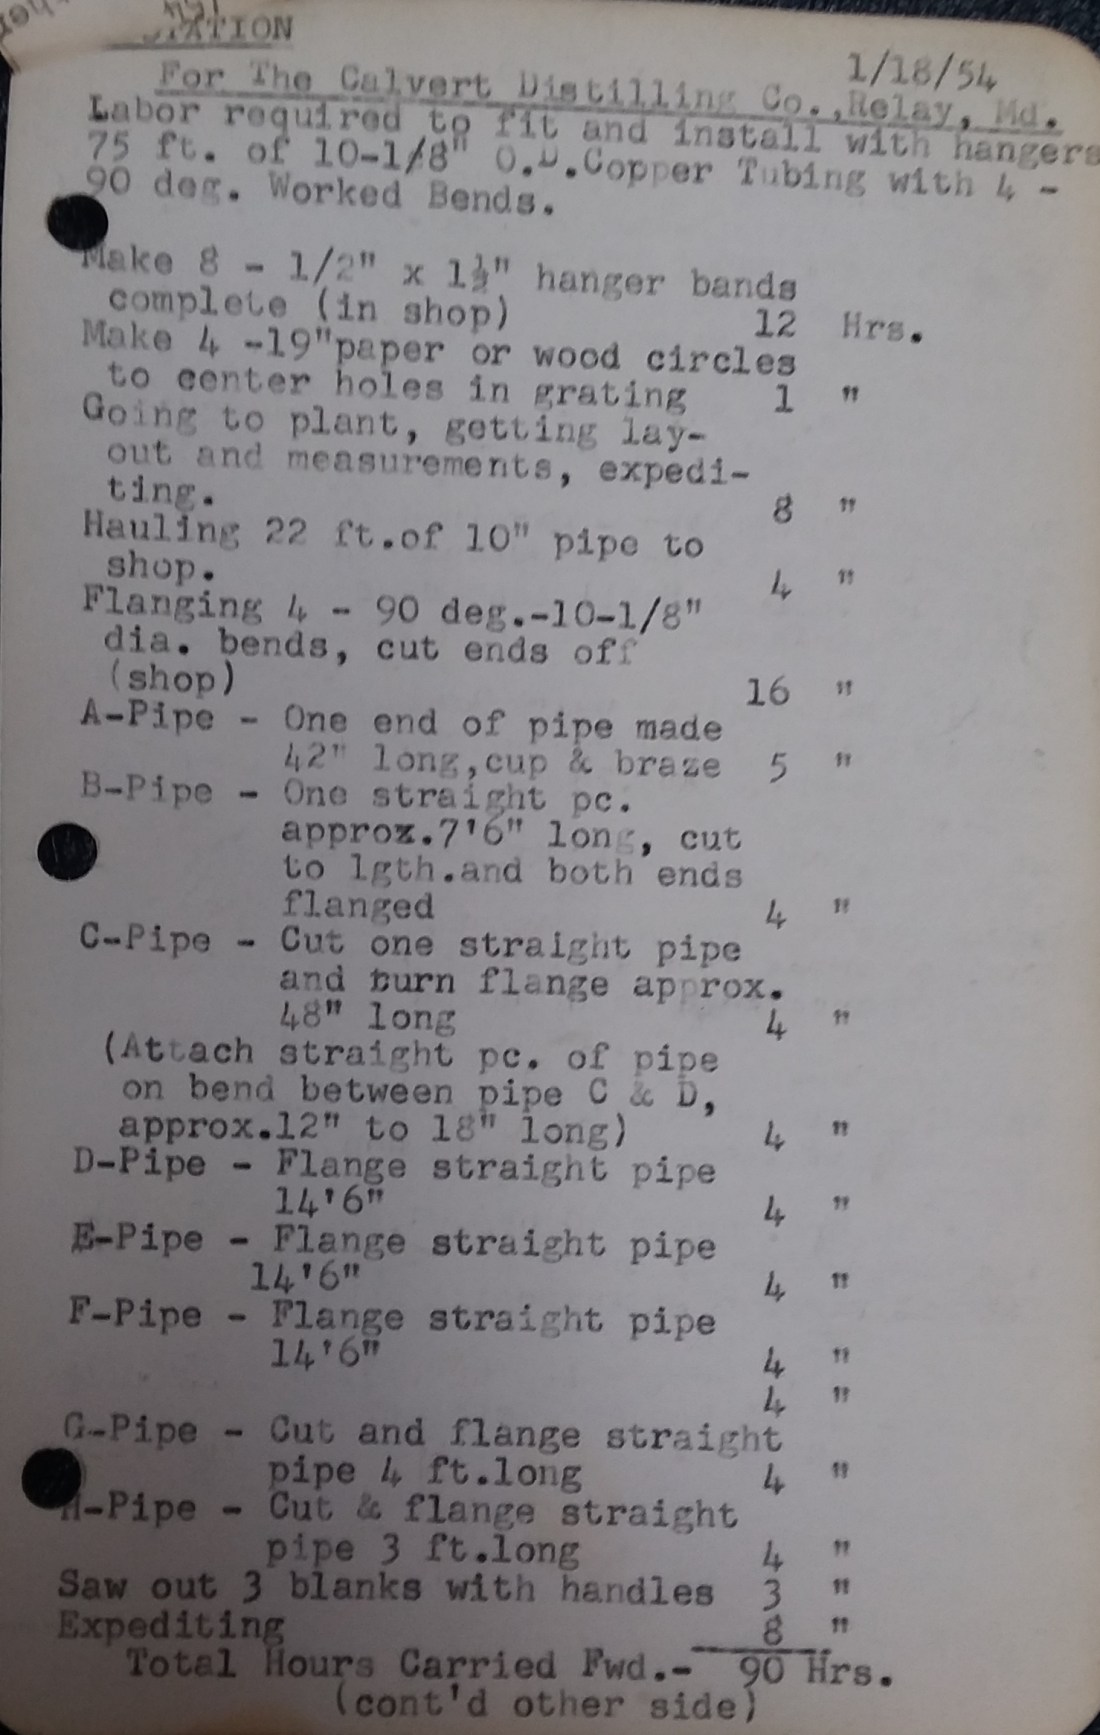 For The Calvert Distilling Co.,Relay, Md. 1/18/54
Labor required to fit and install with hangers
75 ft. of 10-1/8" O.D.Copper Tubing with 4 -
90 deg. Worked Bends.
Make 8 - 1/2" x 1½" hanger bands
complete (in shop) 12 Hrs.
Make 4 -19"paper or wood circles
to center holes in grating 1 "
Going to plant, getting lay-
out and measurements, expedi-
ting. 8 "
Hauling 22 ft.of 10" pipe to
shop. 4 "
Flanging 4 - 90 deg.-10-1/8"
dia. bends, cut ends off
(shop) 16 "
A-Pipe - One end of pipe made
42" long,cup & braze 5 "
B-Pipe - One straight pc.
approx.7'6" long, cut
to lgth.and both ends
flanged 4 "
C-Pipe - Cut one straight pipe
and turn flange approx.
48" long 4 "
(Attach straight pc. of pipe
on bend between pipe C & D,
approx.12" to 18" long) 4 "
D-Pipe - Flange straight pipe
14'6" 4 "
E-Pipe - Flange straight pipe
14'6" 4 "
F-Pipe - Flange straight pipe
14'6" 4 "
4 "
G-Pipe - Cut and flange straight
pipe 4 ft.long 4 "
H-Pipe - Cut & flange straight
pipe 3 ft.long 4 "
Saw out 3 blanks with handles 3 "
Expediting 8 "
Total Hours Carried Fwd.- 90 Hrs.
(cont'd other side)